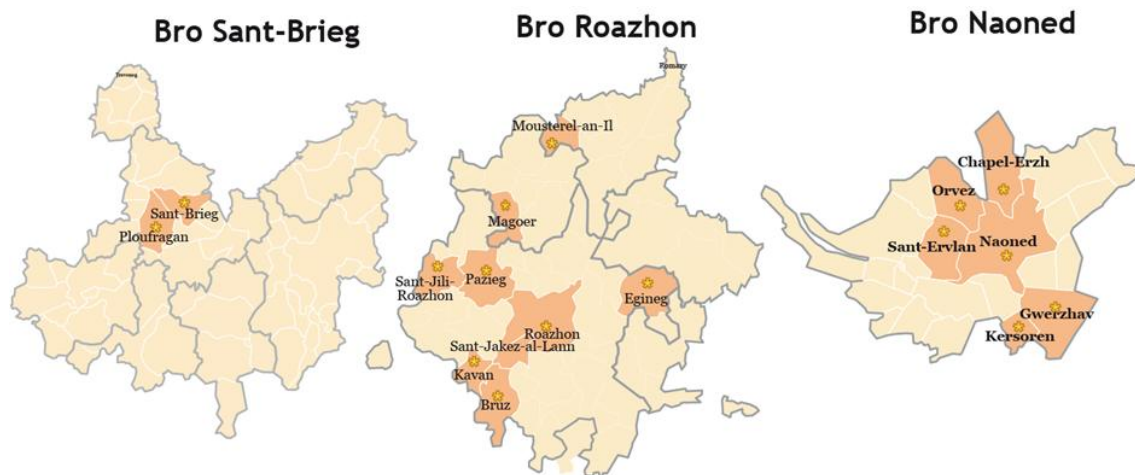 Bro Sant-Brieg
Bro Roazhon
Bro Naoned
Sant-Brieg
Ploufragan
Romazy
Mousterel-an-Il
Magoer
Sant-Jili-
Roazhon
Pazieg
Egineg
Roazhon
Sant-Jakez-al-Lann
Kavan
Bruz
Chapel-Erzh
Orvez
Sant-Ervlan
Naoned
Gwerzhav
Kersoren